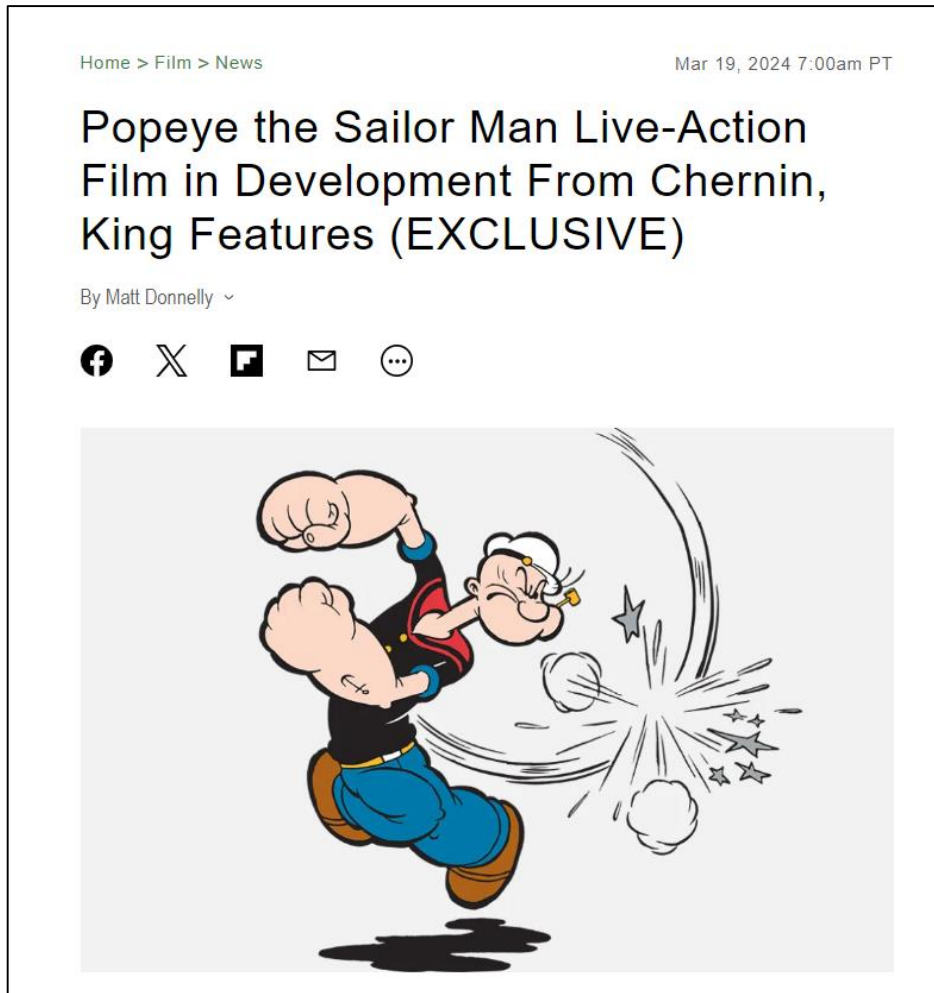 Home > Film > News
Mar 19, 2024 7:00am PT
Popeye the Sailor Man Live-Action
Film in Development From Chernin,
King Features (EXCLUSIVE)
By Matt Donnelly